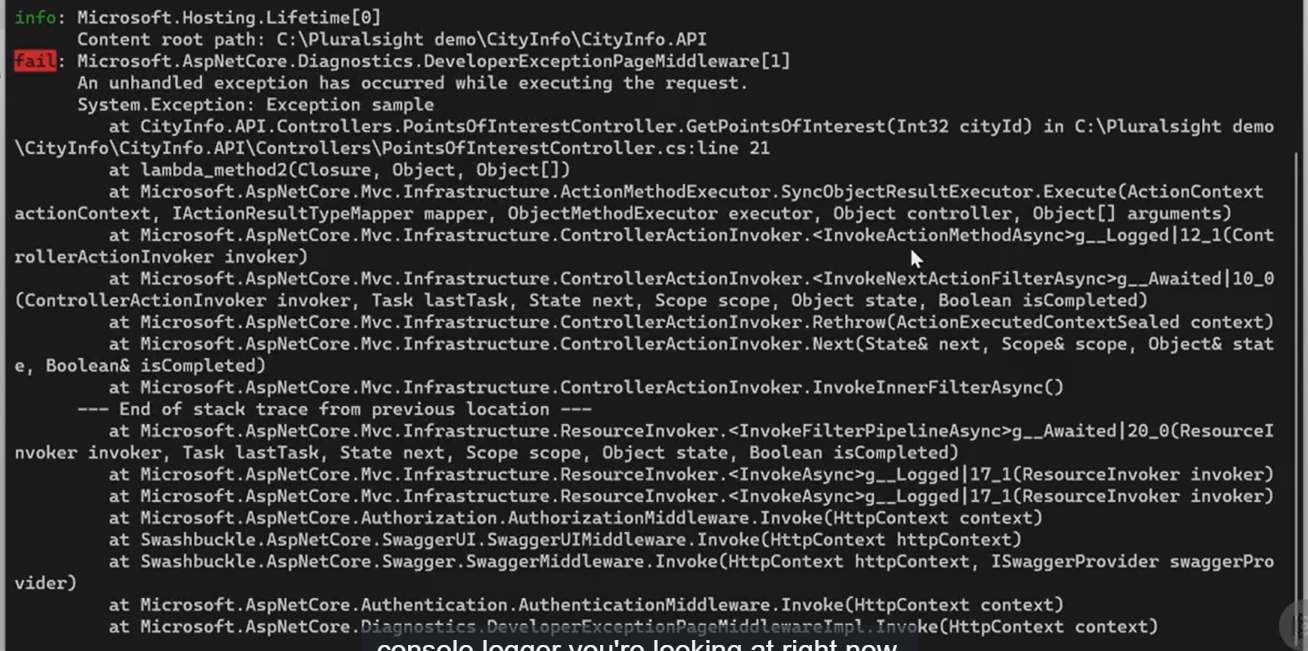 info: Microsoft.Hosting.Lifetime[0]
Content root path: C:\Pluralsight demo\CityInfo\CityInfo.API
fail: Microsoft.AspNetCore.Diagnostics.DeveloperExceptionPageMiddleware[1]
An unhandled exception has occurred while executing the request.
System.Exception: Exception sample
at CityInfo.API.Controllers.PointsOfInterestController.GetPointsOfInterest(Int32 cityId) in C:\Pluralsight demo
\CityInfo\CityInfo.API\Controllers\PointsOfInterestController.cs:line 21
at lambda_method2(Closure, Object, Object[])
at Microsoft.AspNetCore.Mvc.Infrastructure.ActionMethodExecutor.SyncObjectResultExecutor.Execute(ActionContext
actionContext, IActionResultTypeMapper mapper, ObjectMethodExecutor executor, Object controller, Object[] arguments)
at Microsoft.AspNetCore.Mvc.Infrastructure.ControllerActionInvoker.<InvokeActionMethodAsync>g__Logged|12_1(Cont
rollerActionInvoker invoker)
at Microsoft.AspNetCore.Mvc.Infrastructure.ControllerActionInvoker.<InvokeNextActionFilterAsync>g__Awaited|10_0
(ControllerActionInvoker invoker, Task lastTask, State next, Scope scope, Object state, Boolean isCompleted)
at Microsoft.AspNetCore.Mvc.Infrastructure.ControllerActionInvoker.Rethrow(ActionExecutedContextSealed context)
at Microsoft.AspNetCore.Mvc.Infrastructure.ControllerActionInvoker.Next(State& next, Scope& scope, Object& stat
e, Boolean& isCompleted)
at Microsoft.AspNetCore.Mvc.Infrastructure.ControllerActionInvoker.InvokeInnerFilterAsync()
--- End of stack trace from previous location ---
at Microsoft.AspNetCore.Mvc.Infrastructure.ResourceInvoker.<InvokeFilterPipelineAsync>g__Awaited|20_0(ResourceI
nvoker invoker, Task lastTask, State next, Scope scope, Object state, Boolean isCompleted)
at Microsoft.AspNetCore.Mvc.Infrastructure.ResourceInvoker.<InvokeAsync>g__Logged|17_1(ResourceInvoker invoker)
at Microsoft.AspNetCore.Mvc.Infrastructure.ResourceInvoker.<InvokeAsync>g__Logged|17_1(ResourceInvoker invoker)
at Microsoft.AspNetCore.Authorization.AuthorizationMiddleware.Invoke(HttpContext context)
at Swashbuckle.AspNetCore.SwaggerUI.SwaggerUIMiddleware.Invoke(HttpContext httpContext)
at Swashbuckle.AspNetCore.Swagger.SwaggerMiddleware.Invoke(HttpContext httpContext, ISwaggerProvider swaggerPro
vider)
at Microsoft.AspNetCore.Authentication.AuthenticationMiddleware.Invoke(HttpContext context)
at Microsoft.AspNetCore.Diagnostics.DeveloperExceptionPageMiddlewareImpl.Invoke(HttpContext context)
console logger you're looking at right now